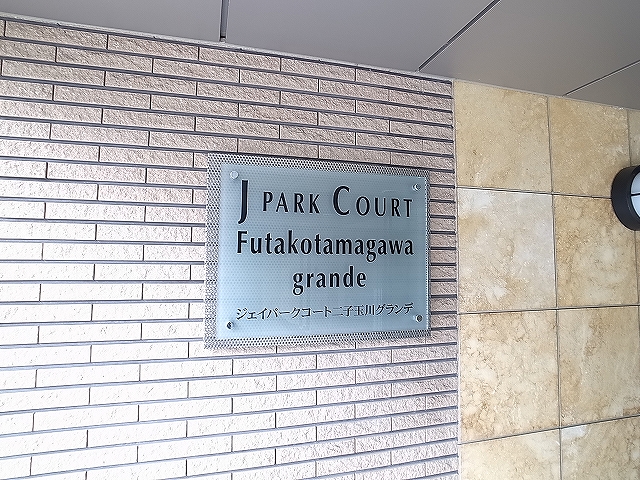 J PARK COURT
Futakotamagawa
grande
ジェイパークコート二子玉川グランデ